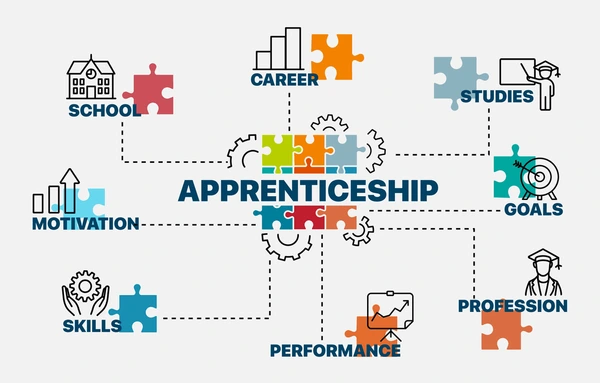 CAREER
STUDIES
SCHOOL
APPRENTICESHIP
GOALS
MOTIVATION
PROFESSION
SKILLS
PERFORMANCE